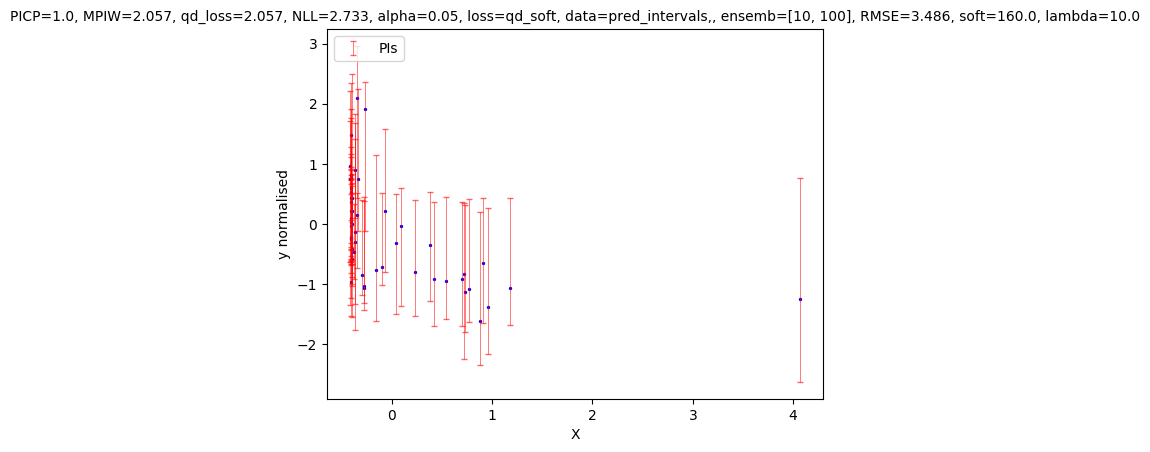 PICP=1.0, MPIW=2.057, qd_loss=2.057, NLL=2.733, alpha=0.05, loss=qd_soft, data=pred_intervals,, ensemb=[10, 100], RMSE=3.486, soft=160.0, lambda=10.0
PIs
3
2
1
0
−1
−2
y normalised
0 1 2 3 4
X